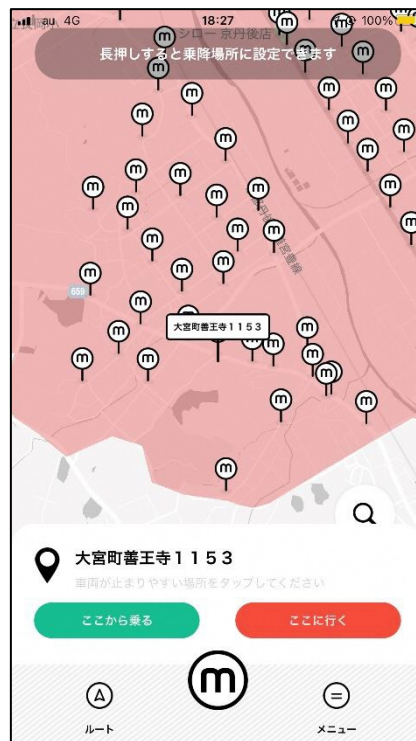 au 4G 18:27 100%
シロー 京丹後店
長押しすると乗降場所に設定できます
659
大宮町善王寺1153
大宮町善王寺1153
車両が止まりやすい場所をタップしてください
ここから乗る ここに行く
m
ルート メニュー